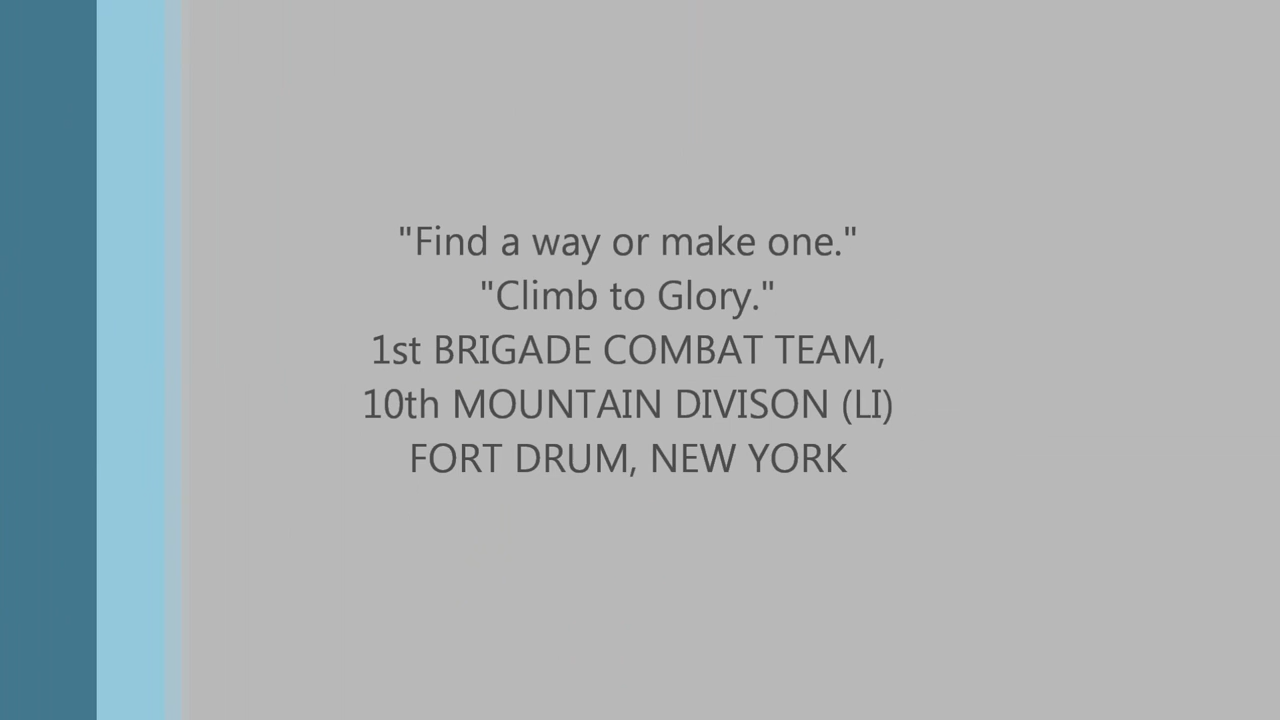 "Find a way or make one."
"Climb to Glory."
1st BRIGADE COMBAT TEAM,
10th MOUNTAIN DIVISON (LI)
FORT DRUM, NEW YORK